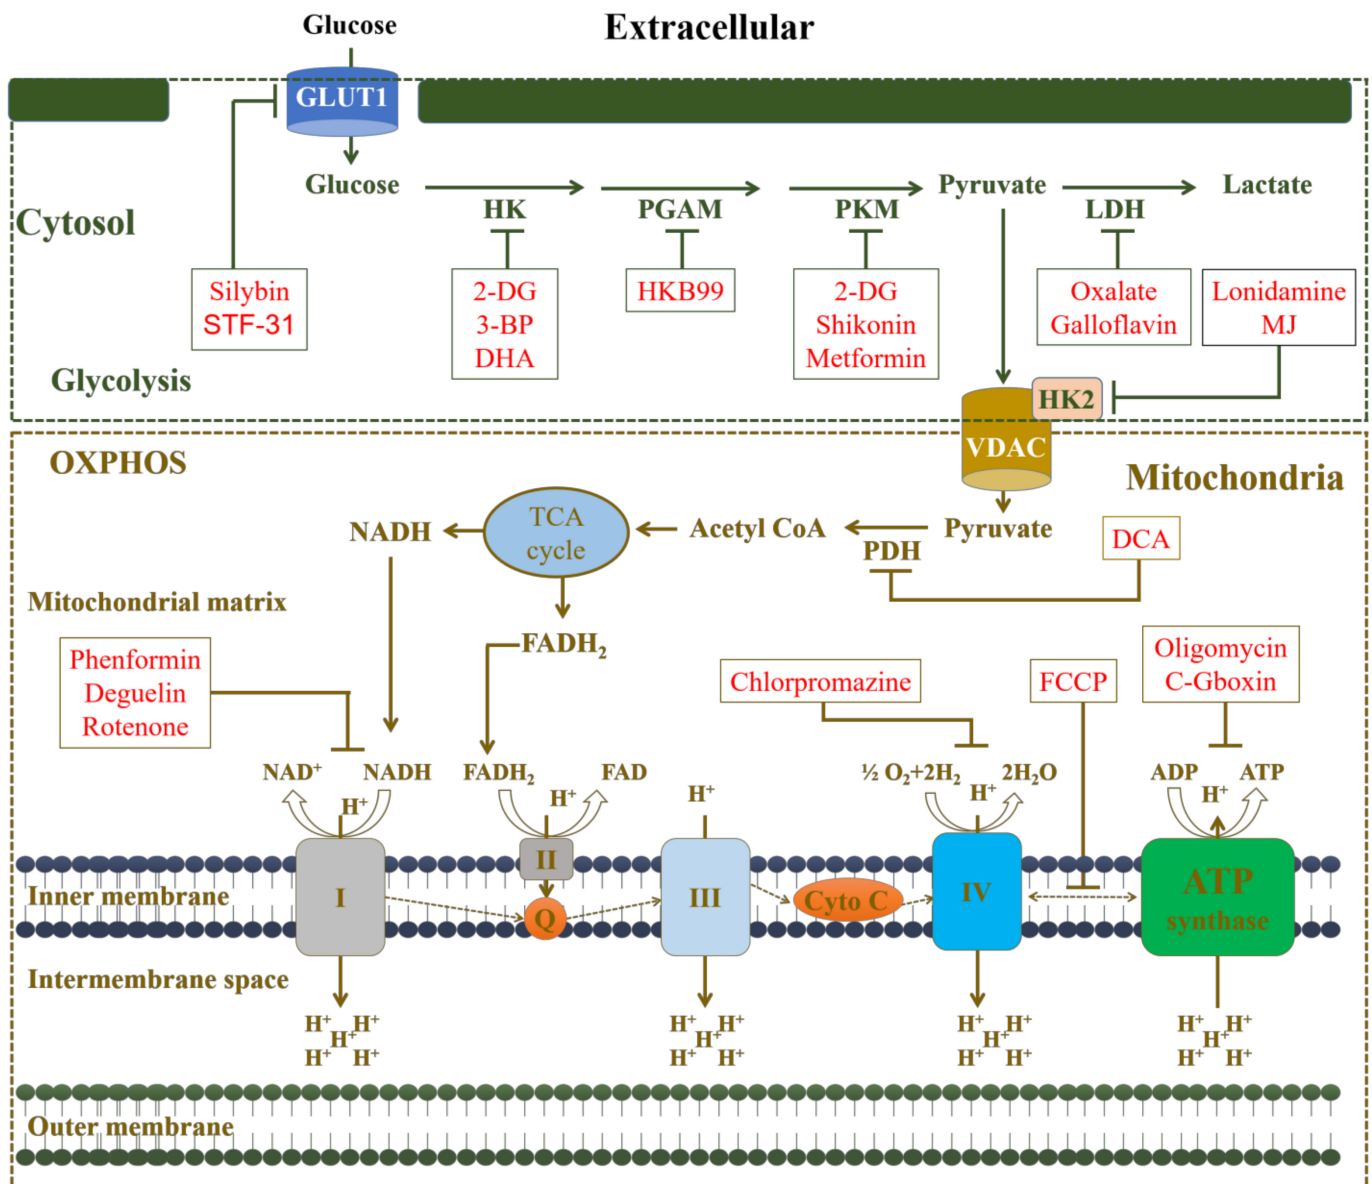 Glucose
Extracellular
GLUT1
Glucose
Pyruvate
Lactate
HK
PGAM
PKM
LDH
Cytosol
Silybin
STF-31
2-DG
3-BP
DHA
HKB99
2-DG
Shikonin
Metformin
Oxalate
Galloflavin
Lonidamine
MJ
Glycolysis
HK2
VDAC
OXPHOS
Mitochondria
NADH
TCA
cycle
Acetyl CoA
Pyruvate
PDH
DCA
Mitochondrial matrix
FADH₂
Phenformin
Deguelin
Rotenone
Chlorpromazine
FCCP
Oligomycin
C-Gboxin
NAD⁺
NADH
H⁺
FADH₂
FAD
H⁺
H⁺
½ O₂+2H₂
2H₂O
H⁺
ADP
ATP
H⁺
Inner membrane
I
II
Q
III
Cyto C
IV
ATP
synthase
Intermembrane space
H⁺ H⁺
H⁺
H⁺ H⁺
H⁺ H⁺
H⁺
H⁺ H⁺
H⁺ H⁺
H⁺
H⁺ H⁺
H⁺ H⁺
H⁺
H⁺ H⁺
Outer membrane